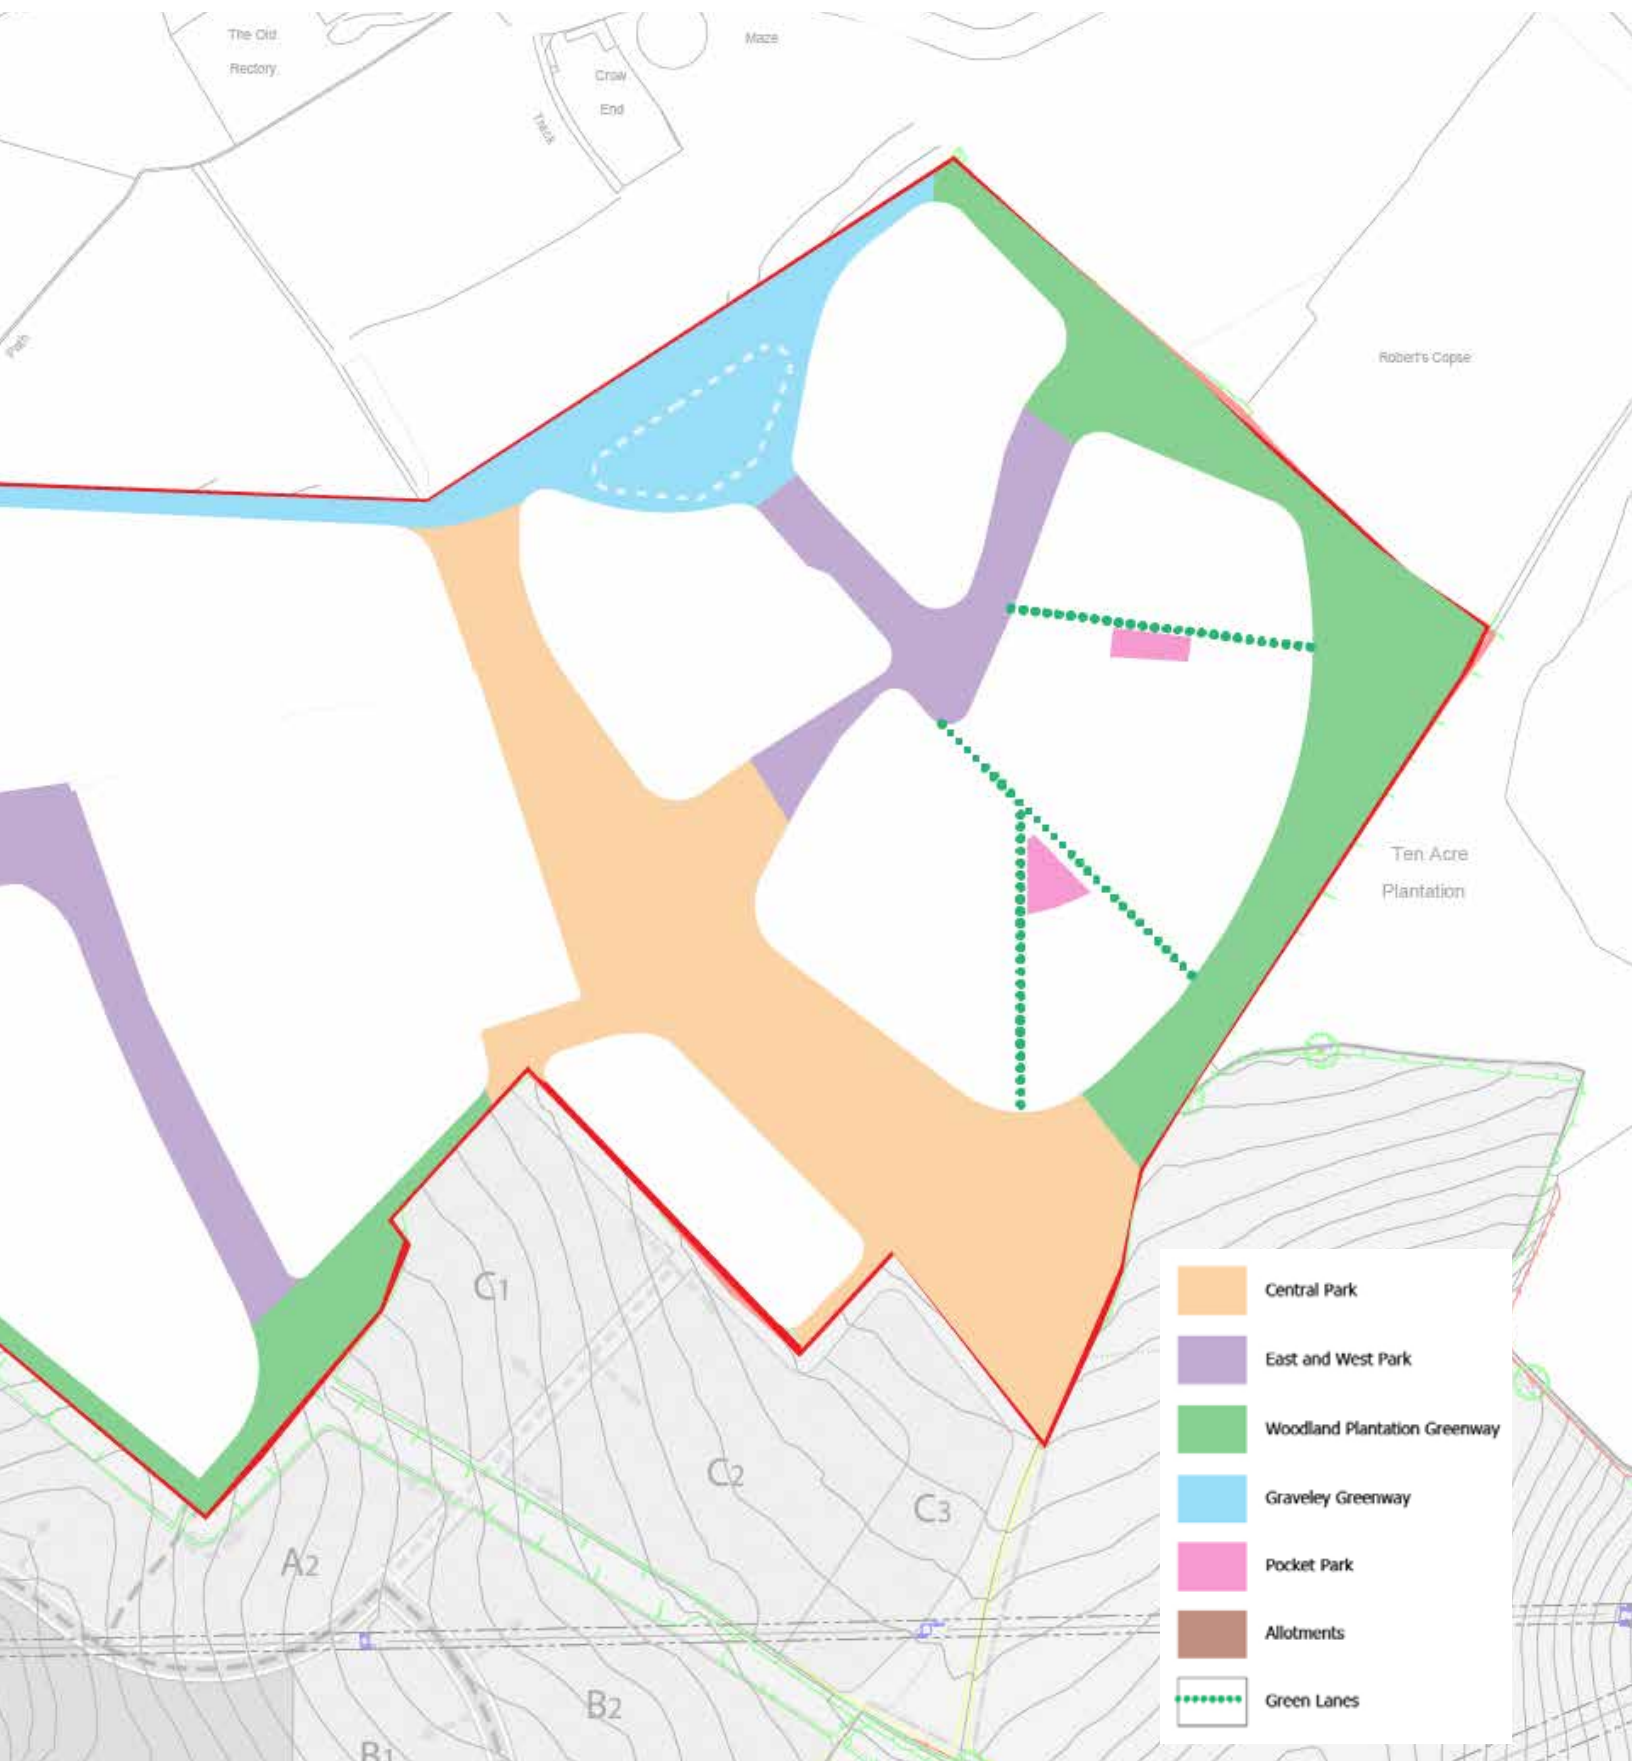 The Old
Rectory
Maze
Crow
End
Track
Path
Robert's Copse
Ten Acre
Plantation
C1
C2
C3
A2
B2
B1
Central Park
East and West Park
Woodland Plantation Greenway
Graveley Greenway
Pocket Park
Allotments
Green Lanes